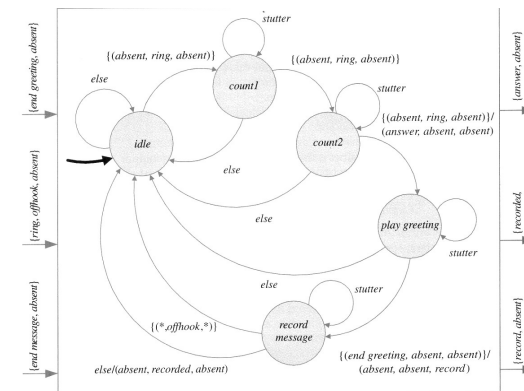 {end greeting, absent}
{ring, offhook, absent}
{end message, absent}
stutter
{(absent, ring, absent)}
{(absent, ring, absent)}
count1
else
stutter
idle
count2
{(absent, ring, absent)}/
(answer, absent, absent)
else
else
play greeting
stutter
else
stutter
{(*,offhook,*)}
record
message
{(end greeting, absent, absent)}/
(absent, absent, record)
else/(absent, recorded, absent)
{answer, absent}
{recorded,
{record, absent}